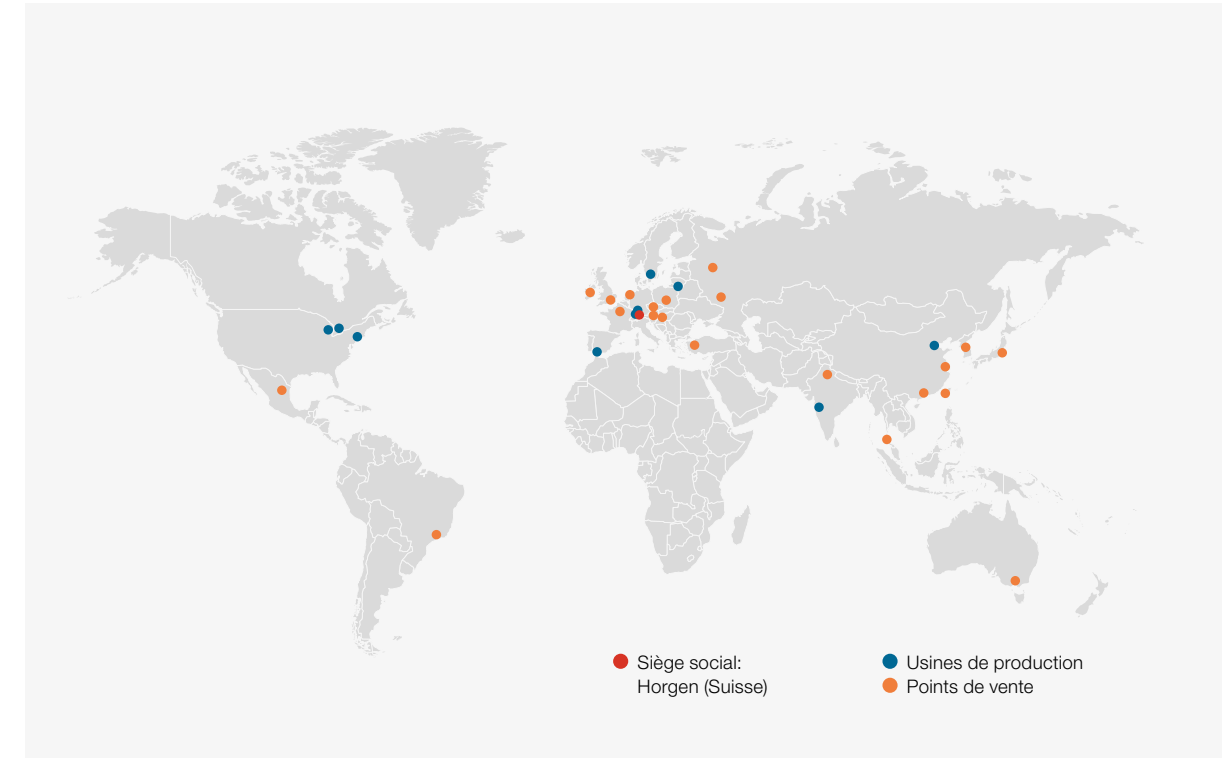 Siège social:
Horgen (Suisse)
Usines de production
Points de vente